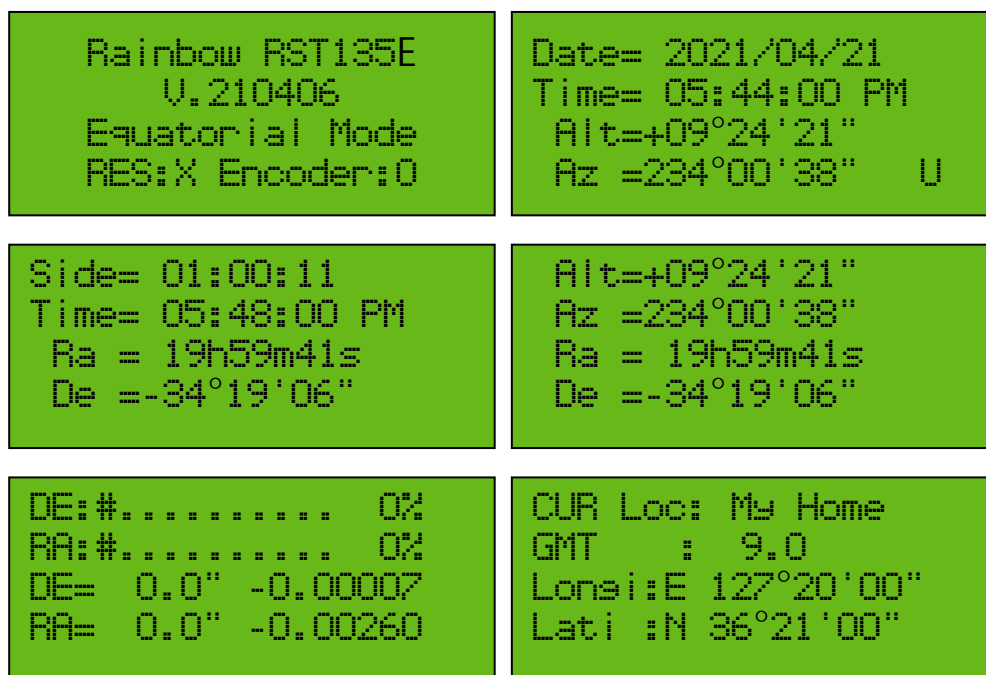 Rainbow RST135E
V.210406
Equatorial Mode
RES:X Encoder:0
Date= 2021/04/21
Time= 05:44:00 PM
Alt=+09°24'21"
Az =234°00'38" U
Side= 01:00:11
Time= 05:48:00 PM
Ra = 19h59m41s
De =-34°19'06"
Alt=+09°24'21"
Az =234°00'38"
Ra = 19h59m41s
De =-34°19'06"
DE:#.......... 0%
RA:#.......... 0%
DE= 0.0" -0.00007
RA= 0.0" -0.00260
CUR Loc: My Home
GMT : 9.0
Longi:E 127°20'00"
Lati :N 36°21'00"